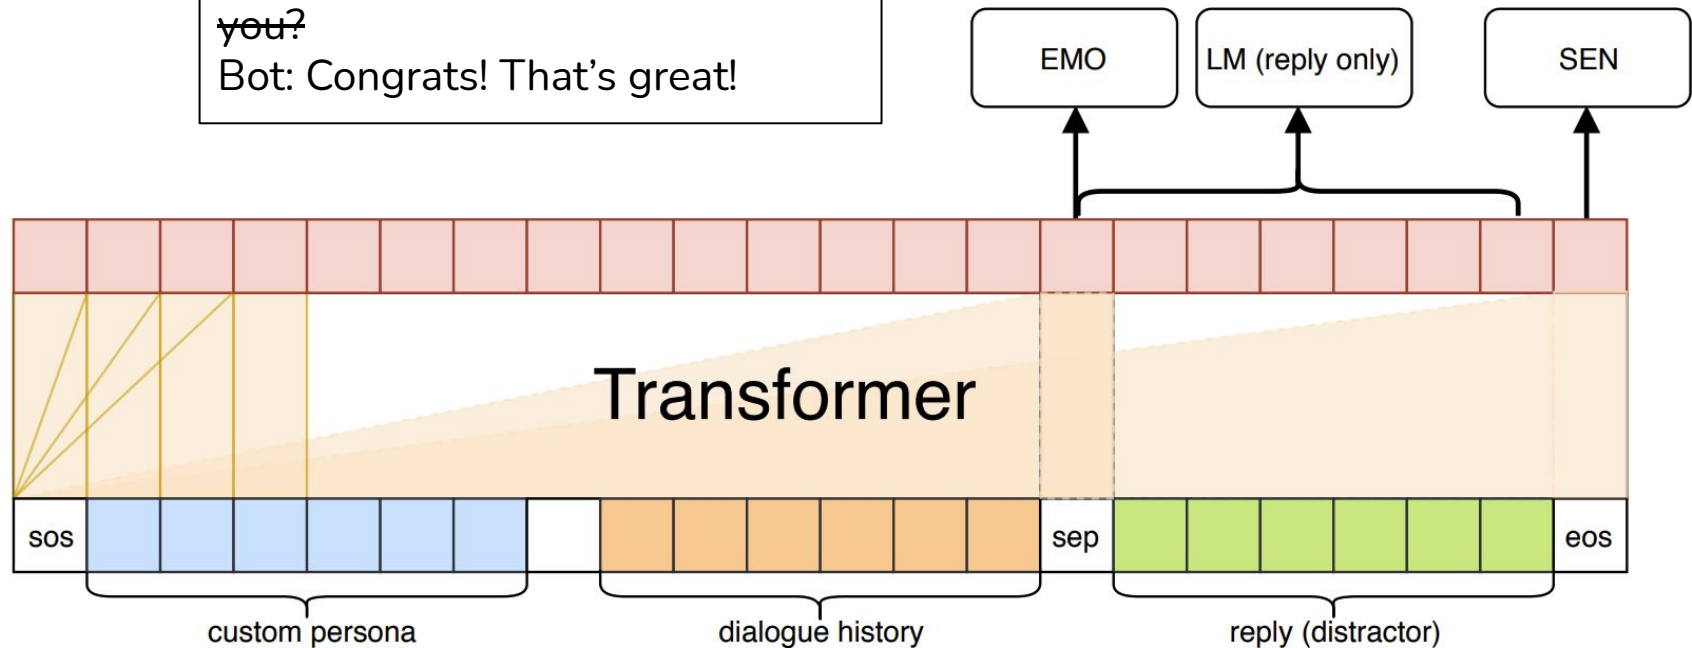 you?
Bot: Congrats! That’s great!
EMO
LM (reply only)
SEN
Transformer
sos
sep
eos
custom persona
dialogue history
reply (distractor)